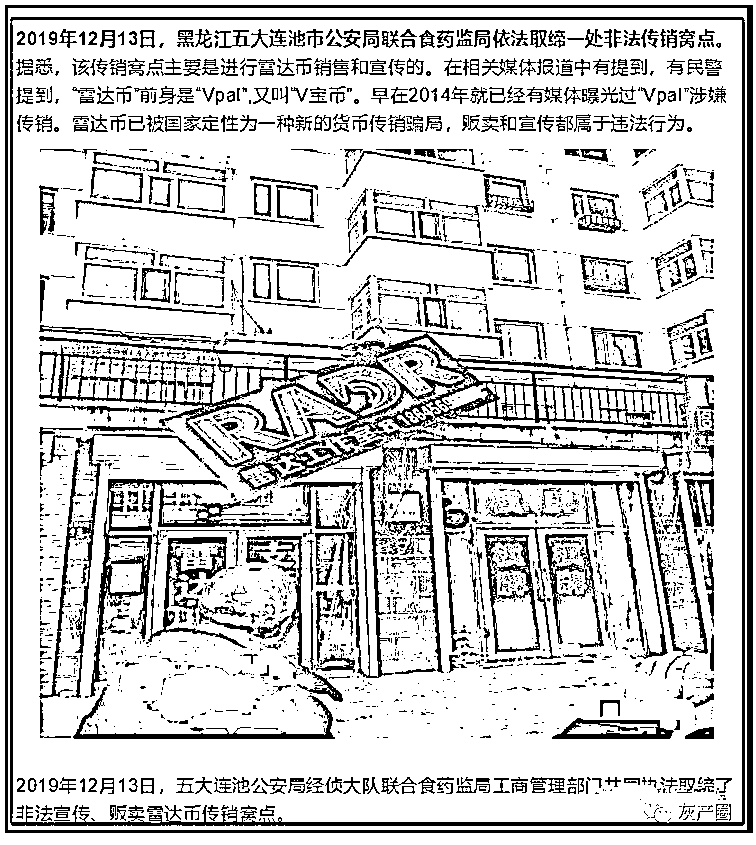 2019年12月13日，黑龙江五大连池市公安局联合食药监局依法取缔一处非法传销窝点。
据悉，该传销窝点主要是进行雷达币销售和宣传的。在相关媒体报道中有提到，有民警
提到，“雷达币”前身是“Vpal”,又叫“V宝币”。早在2014年就已经有媒体曝光过“Vpal”涉嫌
传销。雷达币已被国家定性为一种新的货币传销骗局，贩卖和宣传都属于违法行为。
RADR
2019年12月13日，五大连池公安局经侦大队联合食药监局工商管理部门共同执法取缔了
非法宣传、贩卖雷达币传销窝点。
灰产圈